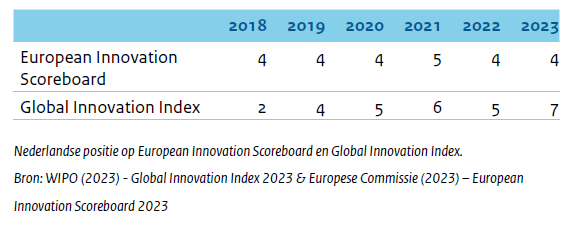 2018 2019 2020 2021 2022 2023
European Innovation Scoreboard 4 4 4 5 4 4
Global Innovation Index 2 4 5 6 5 7
Nederlandse positie op European Innovation Scoreboard en Global Innovation Index.
Bron: WIPO (2023) - Global Innovation Index 2023 & Europese Commissie (2023) – European
Innovation Scoreboard 2023